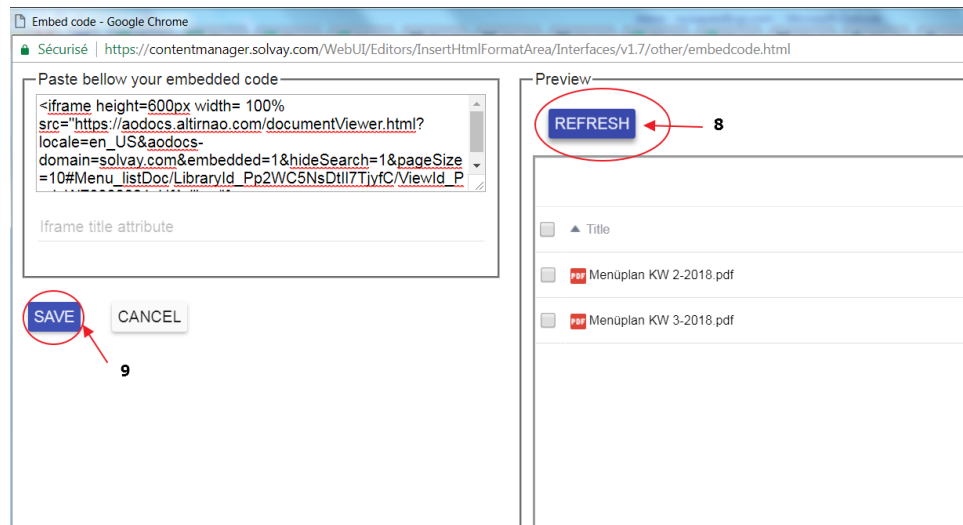 Embed code - Google Chrome
Sécurisé | https://contentmanager.solvay.com/WebUI/Editors/InsertHtmlFormatArea/Interfaces/v1.7/other/embedcode.html
Paste bellow your embedded code
<iframe height=600px width= 100%
src="https://aodocs.altirnao.com/documentViewer.html?
locale=en_US&aodocs-
domain=solvay.com&embedded=1&hideSearch=1&pageSize
=10#Menu_listDoc/LibraryId_Pp2WC5NsDtIl7TjyfC/ViewId_P
Iframe title attribute
SAVE
CANCEL
9
Preview
REFRESH
8
Title
PDF Menüplan KW 2-2018.pdf
PDF Menüplan KW 3-2018.pdf